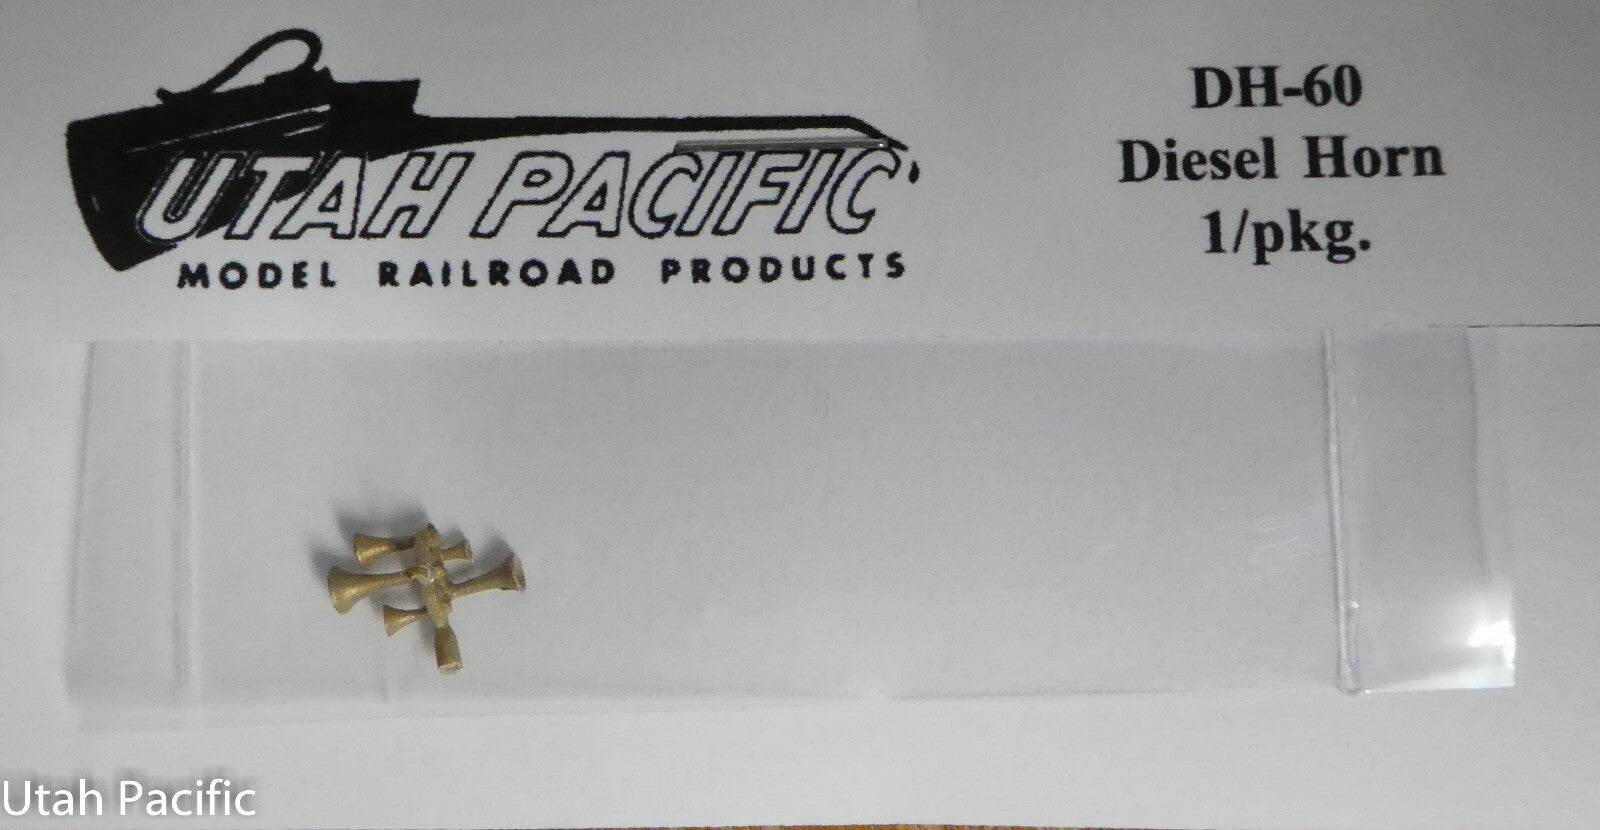 UTAH PACIFIC
MODEL RAILROAD PRODUCTS
DH-60
Diesel Horn
1/pkg.
Utah Pacific